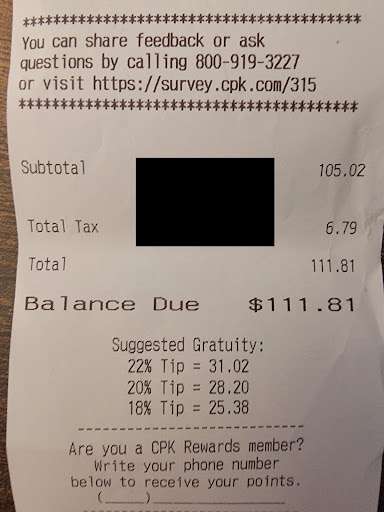 ******************************************
You can share feedback or ask
questions by calling 800-919-3227
or visit https://survey.cpk.com/315
******************************************
Subtotal 105.02
Total Tax 6.79
Total 111.81
Balance Due $111.81
Suggested Gratuity:
22% Tip = 31.02
20% Tip = 28.20
18% Tip = 25.38
----------------------------
Are you a CPK Rewards member?
Write your phone number
below to receive your points.
(_____)________________